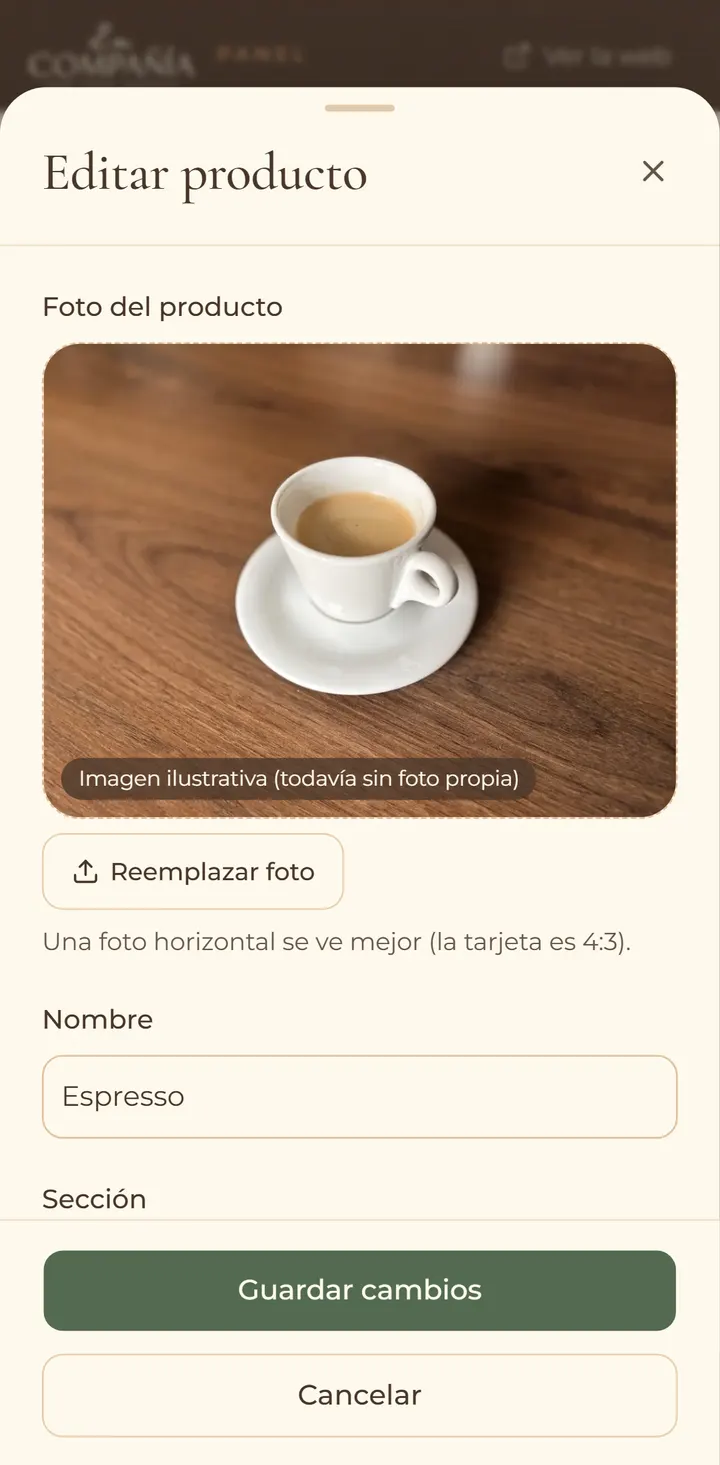 COMPAÑÍA PANEL Ver la web
Editar producto
Foto del producto
Imagen ilustrativa (todavía sin foto propia)
Reemplazar foto
Una foto horizontal se ve mejor (la tarjeta es 4:3).
Nombre
Espresso
Sección
Guardar cambios
Cancelar